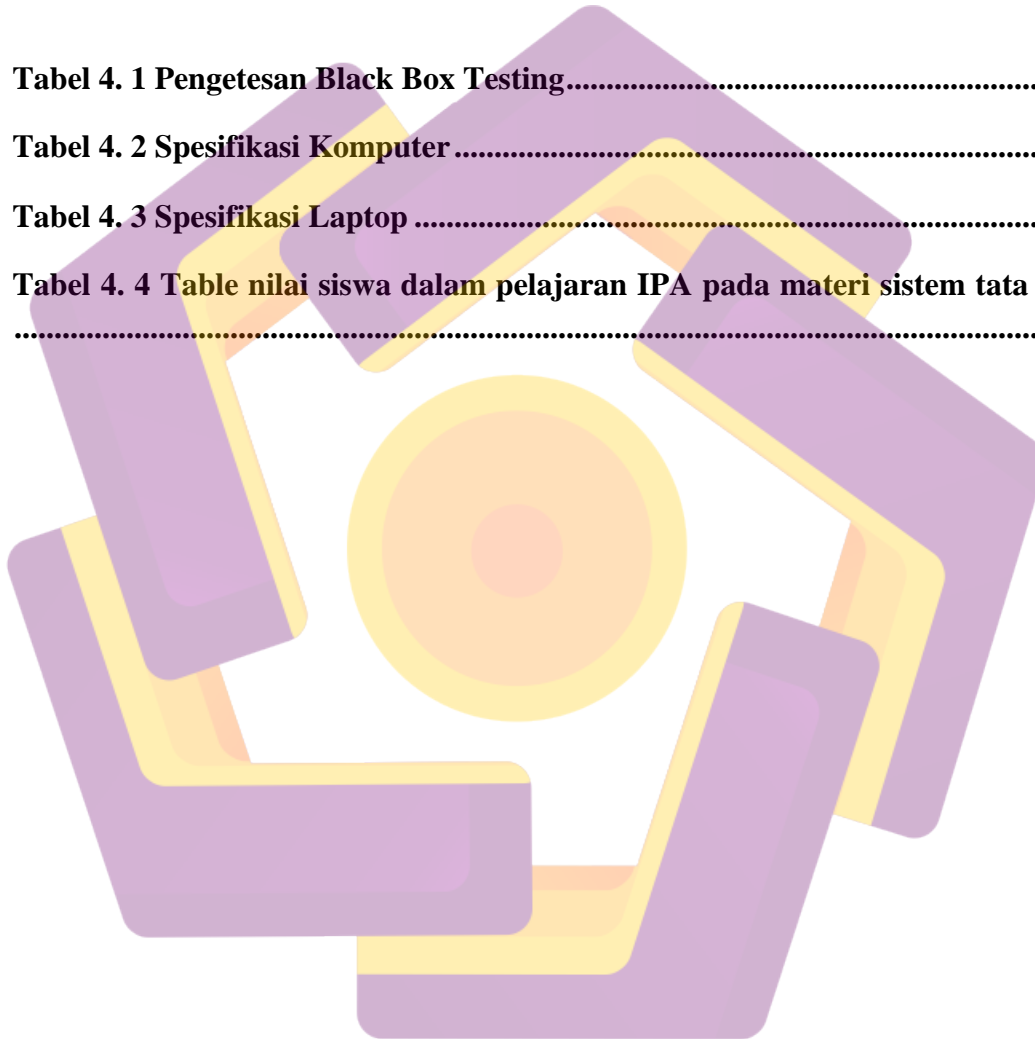 Tabel 4. 1 Pengetesan Black Box Testing.....................................................
Tabel 4. 2 Spesifikasi Komputer...................................................................
Tabel 4. 3 Spesifikasi Laptop ........................................................................
Tabel 4. 4 Table nilai siswa dalam pelajaran IPA pada materi sistem tata
..........................................................................................................................